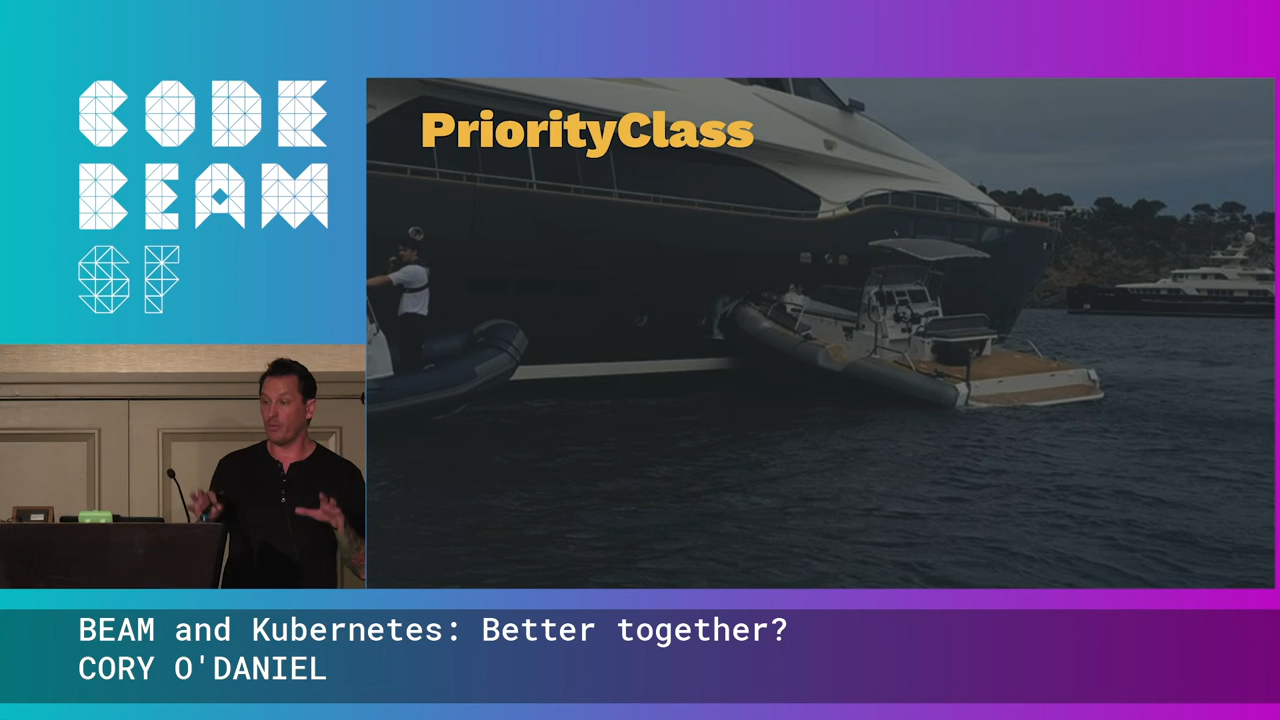 CODE
BEAM
SF
PriorityClass
BEAM and Kubernetes: Better together?
CORY O'DANIEL